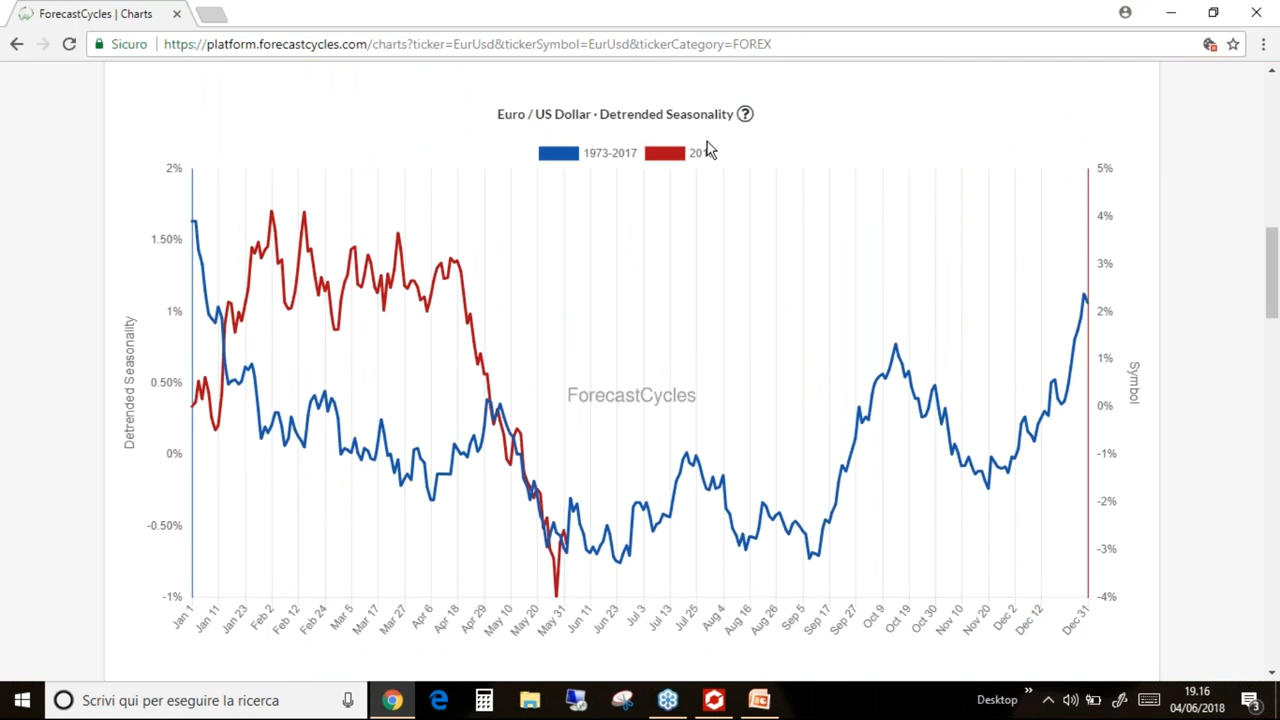 ForecastCycles | Charts
Sicuro https://platform.forecastcycles.com/charts?ticker=EurUsd&tickerSymbol=EurUsd&tickerCategory=FOREX
Euro / US Dollar · Detrended Seasonality ?
1973-2017
2% 5%
1.50% 4%
3%
1% 2%
1%
0.50%
0%
0% -1%
-2%
-0.50%
-3%
-1% -4%
Detrended Seasonality
Symbol
ForecastCycles
Jan 1 Jan 11 Jan 23 Feb 2 Feb 12 Feb 24 Mar 5 Mar 17 Mar 27 Apr 6 Apr 18 Apr 29 May 10 May 20 May 31 Jun 11 Jun 23 Jul 3 Jul 13 Jul 25 Aug 4 Aug 16 Aug 26 Sep 5 Sep 17 Sep 27 Oct 9 Oct 19 Oct 30 Nov 10 Nov 20 Dec 2 Dec 12 Dec 31
Scrivi qui per eseguire la ricerca
Desktop
19.16
04/06/2018
3